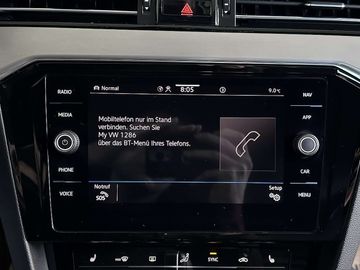 RADIO
Normal
8:05
9.0°C
NAV
MEDIA
APP
Mobiltelefon nur im Stand
verbinden. Suchen Sie
My VW 1286
über das BT-Menü Ihres Telefons.
PHONE
CAR
VOICE
Notruf
SOS
Setup
MENU
SYNC